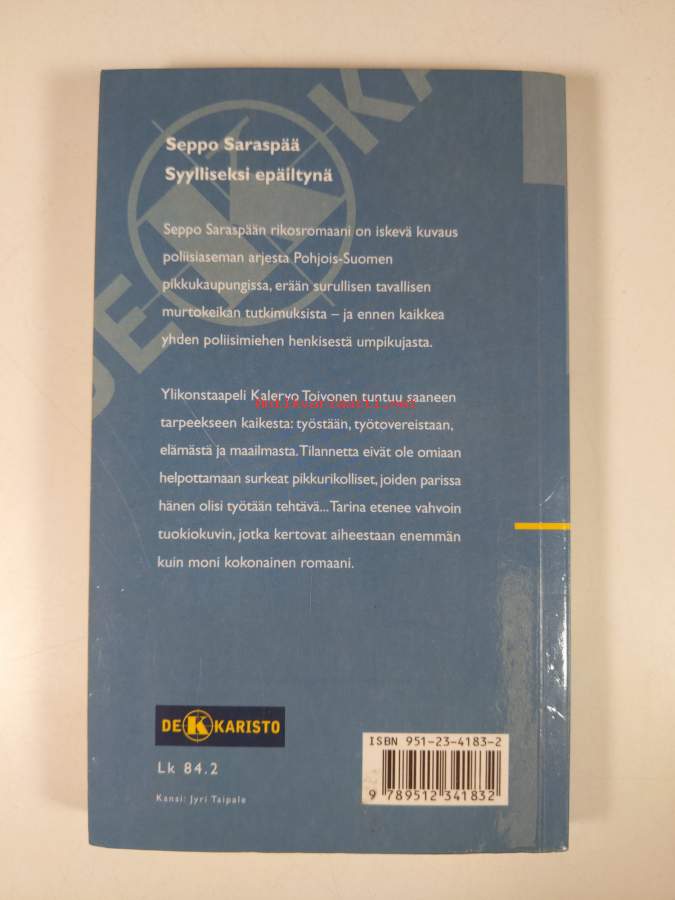 Seppo Saraspää
Syylliseksi epäiltynä
Seppo Saraspään rikosromaani on iskevä kuvaus
poliisiaseman arjesta Pohjois-Suomen
pikkukaupungissa, erään surullisen tavallisen
murtokeikan tutkimuksista – ja ennen kaikkea
yhden poliisimiehen henkisestä umpikujasta.
Ylikonstaapeli Kalervo Toivonen tuntuu saaneen
tarpeekseen kaikesta: työstään, työtovereistaan,
elämästä ja maailmasta. Tilannetta eivät ole omiaan
helpottamaan surkeat pikkurikolliset, joiden parissa
hänen olisi työtään tehtävä... Tarina etenee vahvoin
tuokiokuvin, jotka kertovat aiheestaan enemmän
kuin moni kokonainen romaani.
DE K KARISTO
ISBN 951-23-4183-2
Lk 84.2
9 789512 341832
Kansi: Jyri Taipale